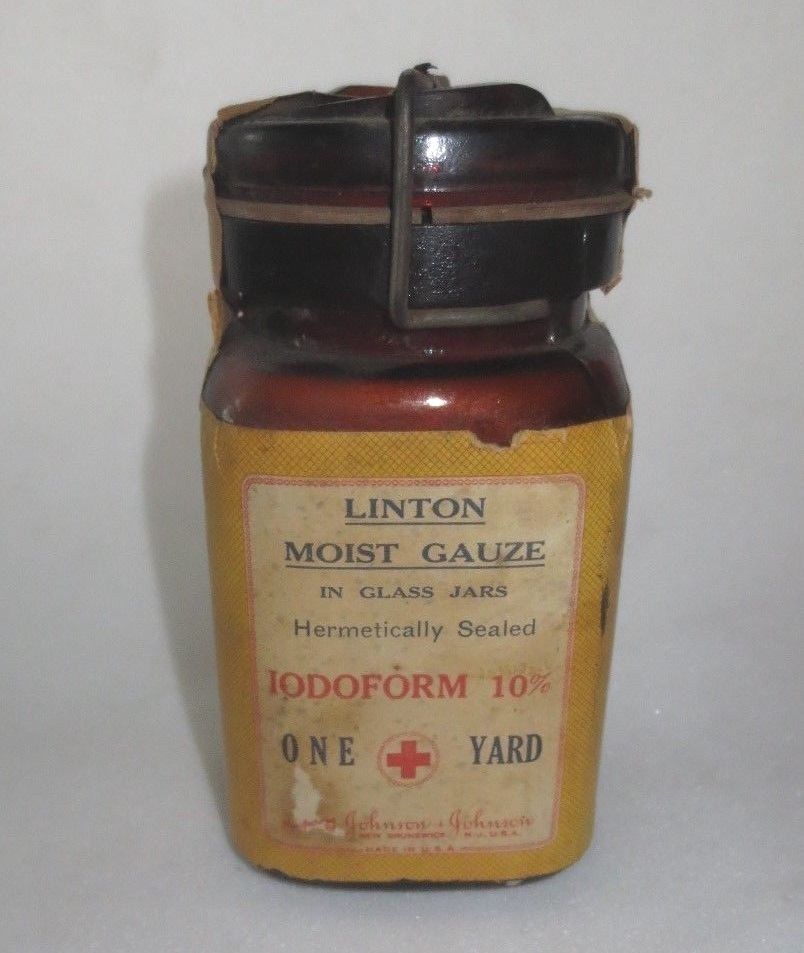 LINTON
MOIST GAUZE
IN GLASS JARS
Hermetically Sealed
IODOFORM 10%
ONE YARD
Johnson & Johnson
NEW BRUNSWICK, N.J., U.S.A.
MADE IN U.S.A.